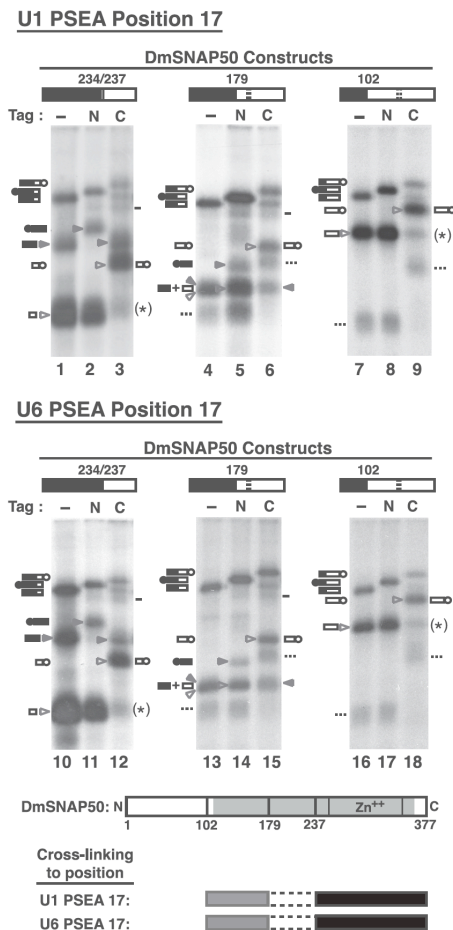 U1 PSEA Position 17
DmSNAP50 Constructs
234/237 179 102
Tag : – N C – N C – N C
(*) (*)
1 2 3 4 5 6 7 8 9
U6 PSEA Position 17
DmSNAP50 Constructs
234/237 179 102
Tag : – N C – N C – N C
(*) (*)
10 11 12 13 14 15 16 17 18
DmSNAP50: N Zn++ C
1 102 179 237 377
Cross-linking
to position
U1 PSEA 17:
U6 PSEA 17: